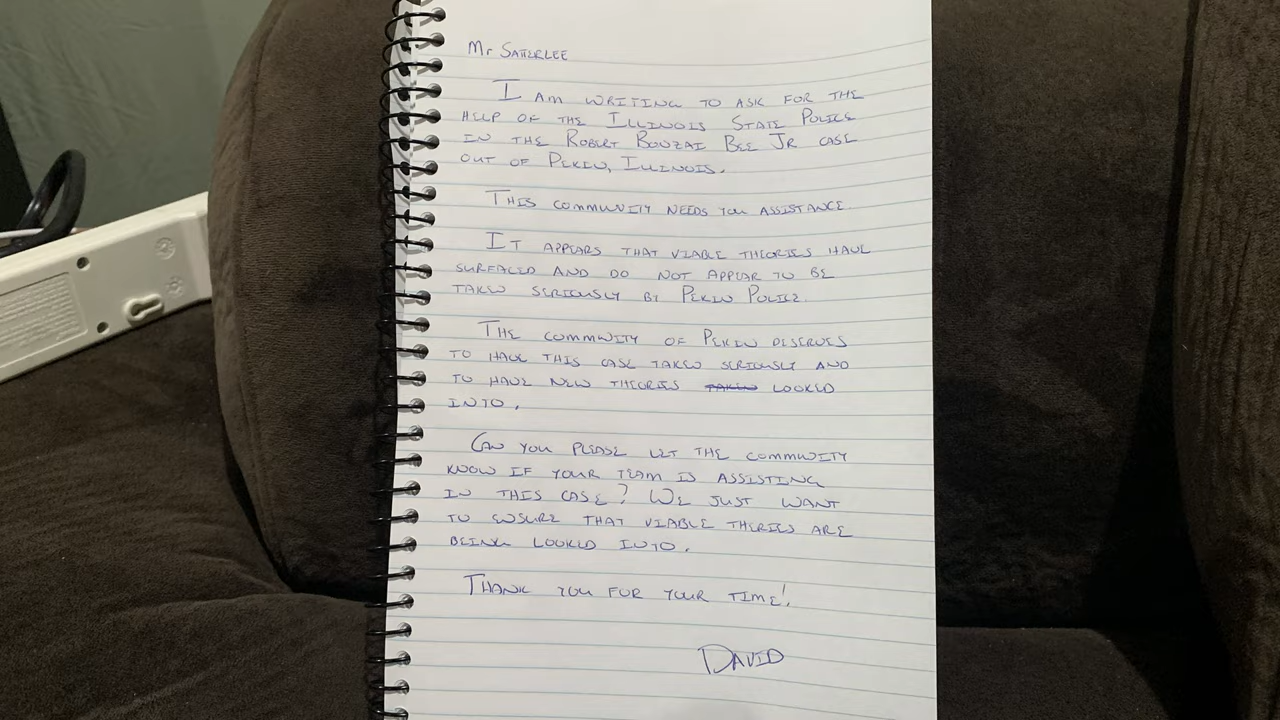 Mr SATTERLEE
I AM WRITING TO ASK FOR THE
HELP OF THE ILLINOIS STATE POLICE
IN THE ROBERT BONZAI BEE JR CASE
OUT OF PEKIN, ILLINOIS.
THIS COMMUNITY NEEDS YOU ASSISTANCE.
IT APPEARS THAT VIABLE THEORIES HAVE
SURFACED AND DO NOT APPEAR TO BE
TAKEN SERIOUSLY BY PEKIN POLICE.
THE COMMUNITY OF PEKIN DESERVES
TO HAVE THIS CASE TAKEN SERIOUSLY AND
TO HAVE NEW THEORIES TAKEN LOOKED
INTO.
CAN YOU PLEASE LET THE COMMUNITY
KNOW IF YOUR TEAM IS ASSISTING
IN THIS CASE? WE JUST WANT
TO ENSURE THAT VIABLE THERIES ARE
BEING LOOKED INTO.
THANK YOU FOR YOUR TIME!
DAVID